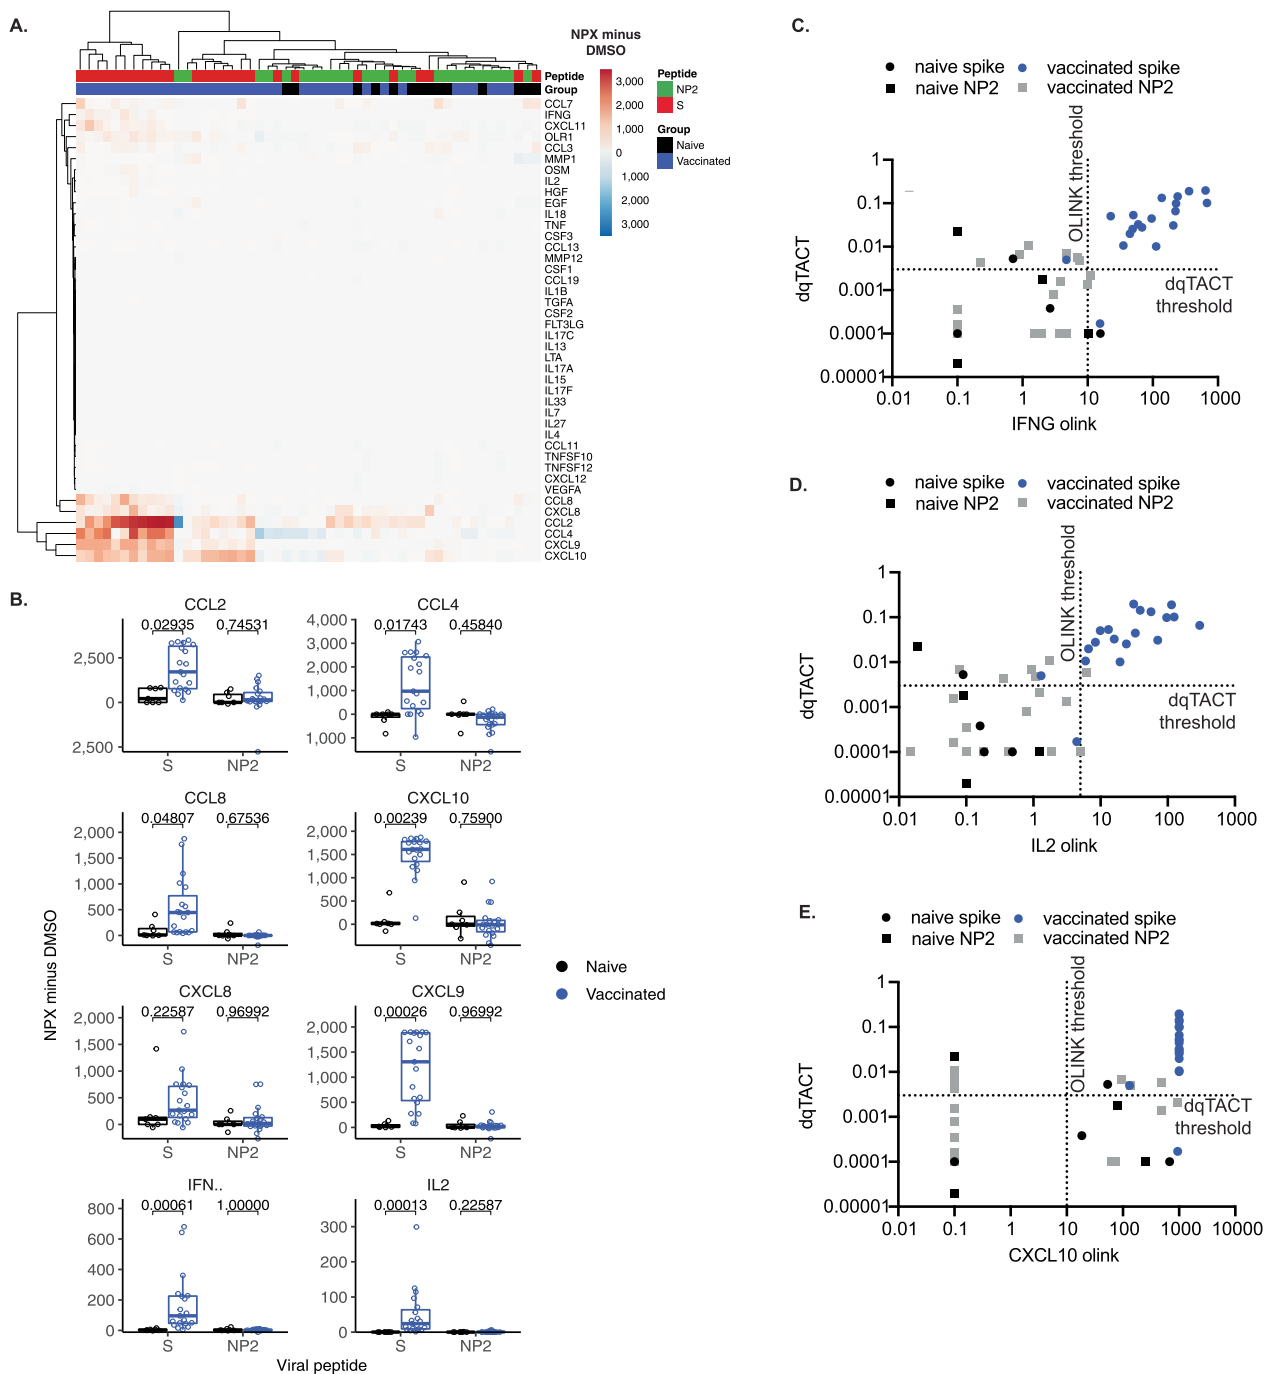 A.
NPX minus
DMSO
3,000
2,000
1,000
0
1,000
2,000
3,000
Peptide
Group
Peptide
NP2
S
Group
Naive
Vaccinated
CCL7
IFNG
CXCL11
OLR1
CCL3
MMP1
OSM
IL2
HGF
EGF
IL18
TNF
CSF3
CCL13
MMP12
CSF1
CCL19
IL1B
TGFA
CSF2
FLT3LG
IL17C
IL13
LTA
IL17A
IL15
IL17F
IL33
IL7
IL27
IL4
CCL11
TNFSF10
TNFSF12
CXCL12
VEGFA
CCL8
CXCL8
CCL2
CCL4
CXCL9
CXCL10
B.
NPX minus DMSO
CCL2
0.02935 0.74531
2,500
0
2,500
S NP2
CCL4
0.01743 0.45840
4,000
3,000
2,000
1,000
0
1,000
S NP2
CCL8
0.04807 0.67536
2,000
1,500
1,000
500
0
S NP2
CXCL10
0.00239 0.75900
2,000
1,500
1,000
500
0
S NP2
CXCL8
0.22587 0.96992
2,000
1,500
1,000
500
0
S NP2
CXCL9
0.00026 0.96992
2,000
1,500
1,000
500
0
S NP2
IFN..
0.00061 1.00000
800
600
400
200
0
S NP2
IL2
0.00013 0.22587
300
200
100
0
S NP2
Viral peptide
Naive
Vaccinated
C.
naive spike vaccinated spike
naive NP2 vaccinated NP2
OLINK threshold
dqTACT
1
0.1
0.01
0.001
0.0001
0.00001
dqTACT
threshold
0.01 0.1 1 10 100 1000
IFNG olink
D.
naive spike vaccinated spike
naive NP2 vaccinated NP2
OLINK threshold
dqTACT
1
0.1
0.01
0.001
0.0001
0.00001
dqTACT
threshold
0.01 0.1 1 10 100 1000
IL2 olink
E.
naive spike vaccinated spike
naive NP2 vaccinated NP2
OLINK threshold
dqTACT
1
0.1
0.01
0.001
0.0001
0.00001
dqTACT
threshold
0.01 0.1 1 10 100 1000 10000
CXCL10 olink